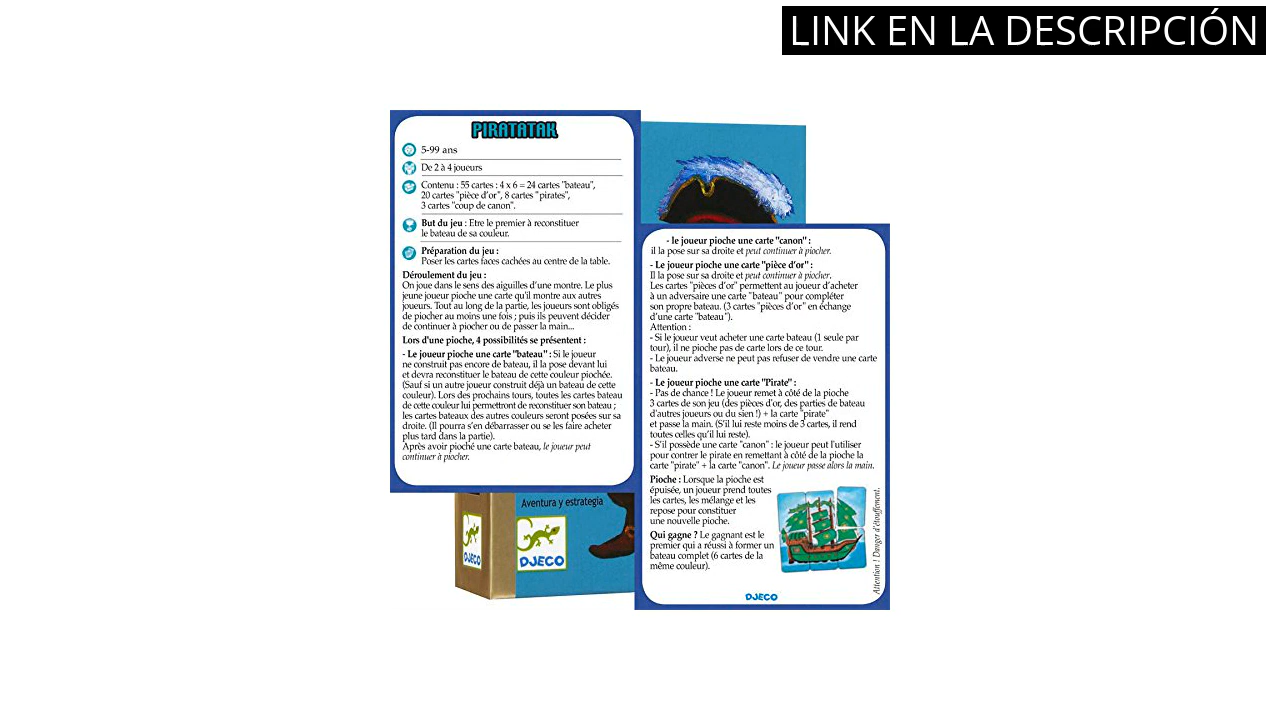 LINK EN LA DESCRIPCIÓN
PIRATATAK
5-99 ans
De 2 à 4 joueurs
Contenu : 55 cartes : 4 x 6 = 24 cartes "bateau",
20 cartes "pièce d'or", 8 cartes "pirates",
3 cartes "coup de canon".
But du jeu : Etre le premier à reconstituer
le bateau de sa couleur.
Préparation du jeu :
Poser les cartes faces cachées au centre de la table.
Déroulement du jeu :
On joue dans le sens des aiguilles d'une montre. Le plus
jeune joueur pioche une carte qu'il montre aux autres
joueurs. Tout au long de la partie, les joueurs sont obligés
de piocher au moins une fois ; puis ils peuvent décider
de continuer à piocher ou de passer la main...
Lors d'une pioche, 4 possibilités se présentent :
- Le joueur pioche une carte "bateau" : Si le joueur
ne construit pas encore de bateau, il la pose devant lui
et devra reconstituer le bateau de cette couleur piochée.
(Sauf si un autre joueur construit déjà un bateau de cette
couleur). Lors des prochains tours, toutes les cartes bateau
de cette couleur lui permettront de reconstituer son bateau ;
les cartes bateaux des autres couleurs seront posées sur sa
droite. (Il pourra s'en débarrasser ou se les faire acheter
plus tard dans la partie).
Après avoir pioché une carte bateau, le joueur peut
continuer à piocher.
- le joueur pioche une carte "canon" :
il la pose sur sa droite et peut continuer à piocher.
- Le joueur pioche une carte "pièce d'or" :
Il la pose sur sa droite et peut continuer à piocher.
Les cartes "pièces d'or" permettent au joueur d'acheter
à un adversaire une carte "bateau" pour compléter
son propre bateau. (3 cartes "pièces d'or" en échange
d'une carte "bateau").
Attention :
- Si le joueur veut acheter une carte bateau (1 seule par
tour), il ne pioche pas de carte lors de ce tour.
- Le joueur adverse ne peut pas refuser de vendre une carte
bateau.
- Le joueur pioche une carte "Pirate" :
- Pas de chance ! Le joueur remet à côté de la pioche
3 cartes de son jeu (des pièces d'or, des parties de bateau
d'autres joueurs ou du sien !) + la carte "pirate"
et passe la main. (S'il lui reste moins de 3 cartes, il rend
toutes celles qu'il lui reste).
- S'il possède une carte "canon" : le joueur peut l'utiliser
pour contrer le pirate en remettant à côté de la pioche la
carte "pirate" + la carte "canon". Le joueur passe alors la main.
Pioche : Lorsque la pioche est
épuisée, un joueur prend toutes
les cartes, les mélange et les
repose pour constituer
une nouvelle pioche.
Qui gagne ? Le gagnant est le
premier qui a réussi à former un
bateau complet (6 cartes de la
même couleur).
Attention ! Danger d'étouffement.
DJECO
Aventura y estrategia
DJECO
DJECO